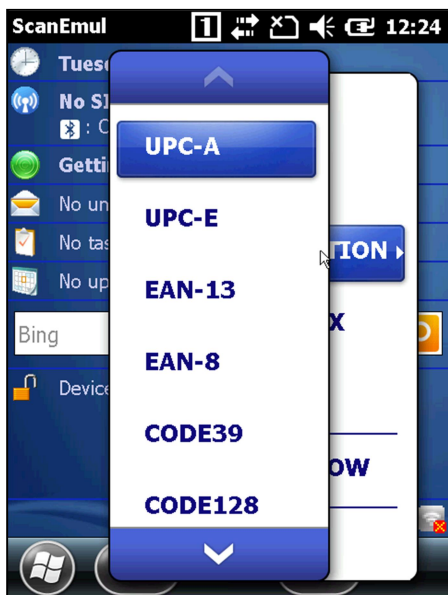 ScanEmul 1 12:24
Tues
No SI
: C
Getti
No un
No tas
No up
Bing
Device
UPC-A
UPC-E
EAN-13
EAN-8
CODE39
CODE128
TION
X
OW